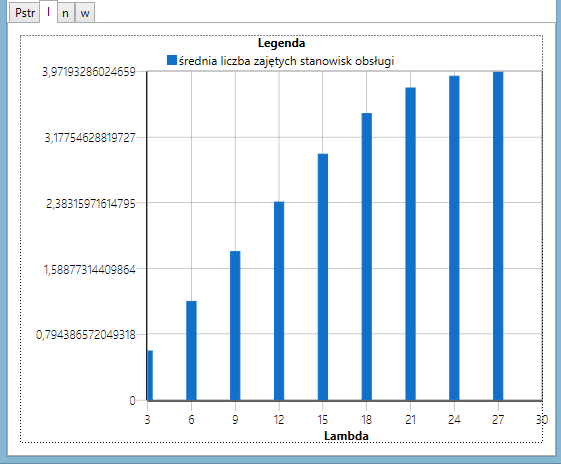 Pstr l n w
Legenda
średnia liczba zajętych stanowisk obsługi
3,97193286024659
3,17754628819727
2,38315971614795
1,58877314409864
0,794386572049318
0
3 6 9 12 15 18 21 24 27 30
Lambda